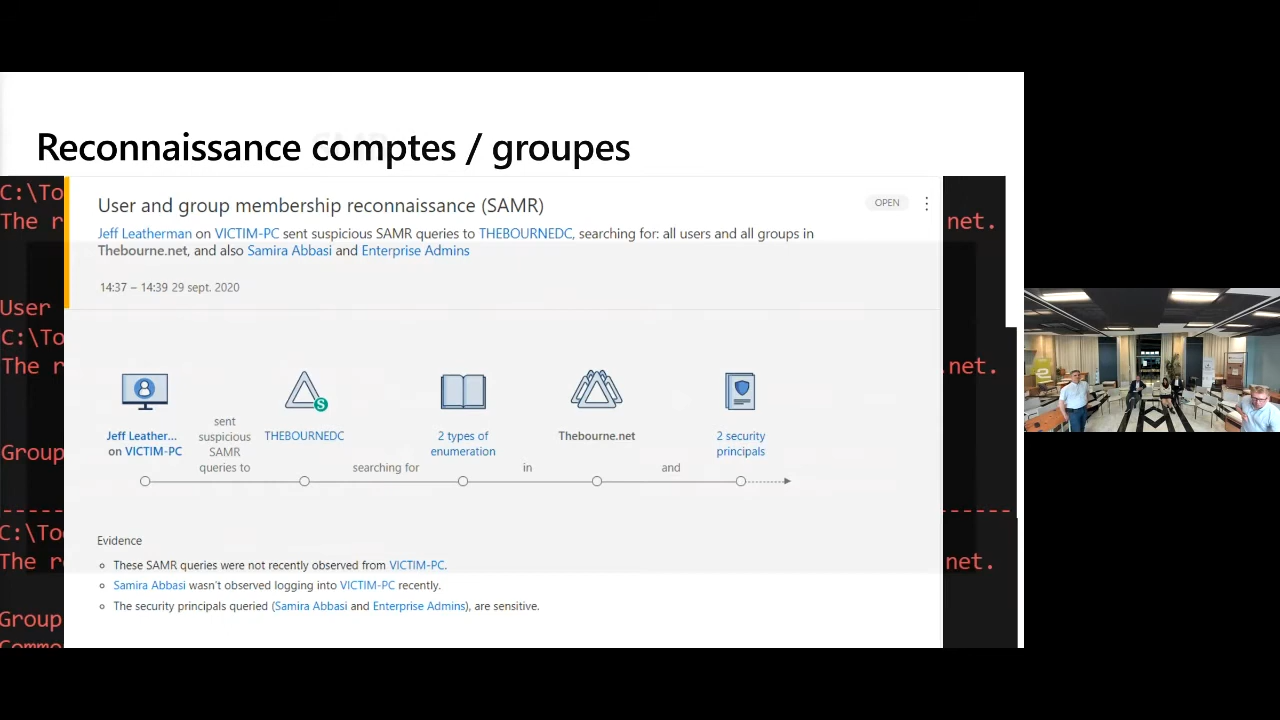 Reconnaissance comptes / groupes
C:\To
The r
net.
User
C:\To
The r
net.
Group
C:\Too
The re
net.
Group
Commo
User and group membership reconnaissance (SAMR)
OPEN
Jeff Leatherman on VICTIM-PC sent suspicious SAMR queries to THEBOURNEDC, searching for: all users and all groups in
Thebourne.net, and also Samira Abbasi and Enterprise Admins
14:37 – 14:39 29 sept. 2020
Jeff Leather...
on VICTIM-PC
sent
suspicious
SAMR
queries to
S
THEBOURNEDC
searching for
2 types of
enumeration
in
Thebourne.net
and
2 security
principals
Evidence
These SAMR queries were not recently observed from VICTIM-PC.
Samira Abbasi wasn't observed logging into VICTIM-PC recently.
The security principals queried (Samira Abbasi and Enterprise Admins), are sensitive.